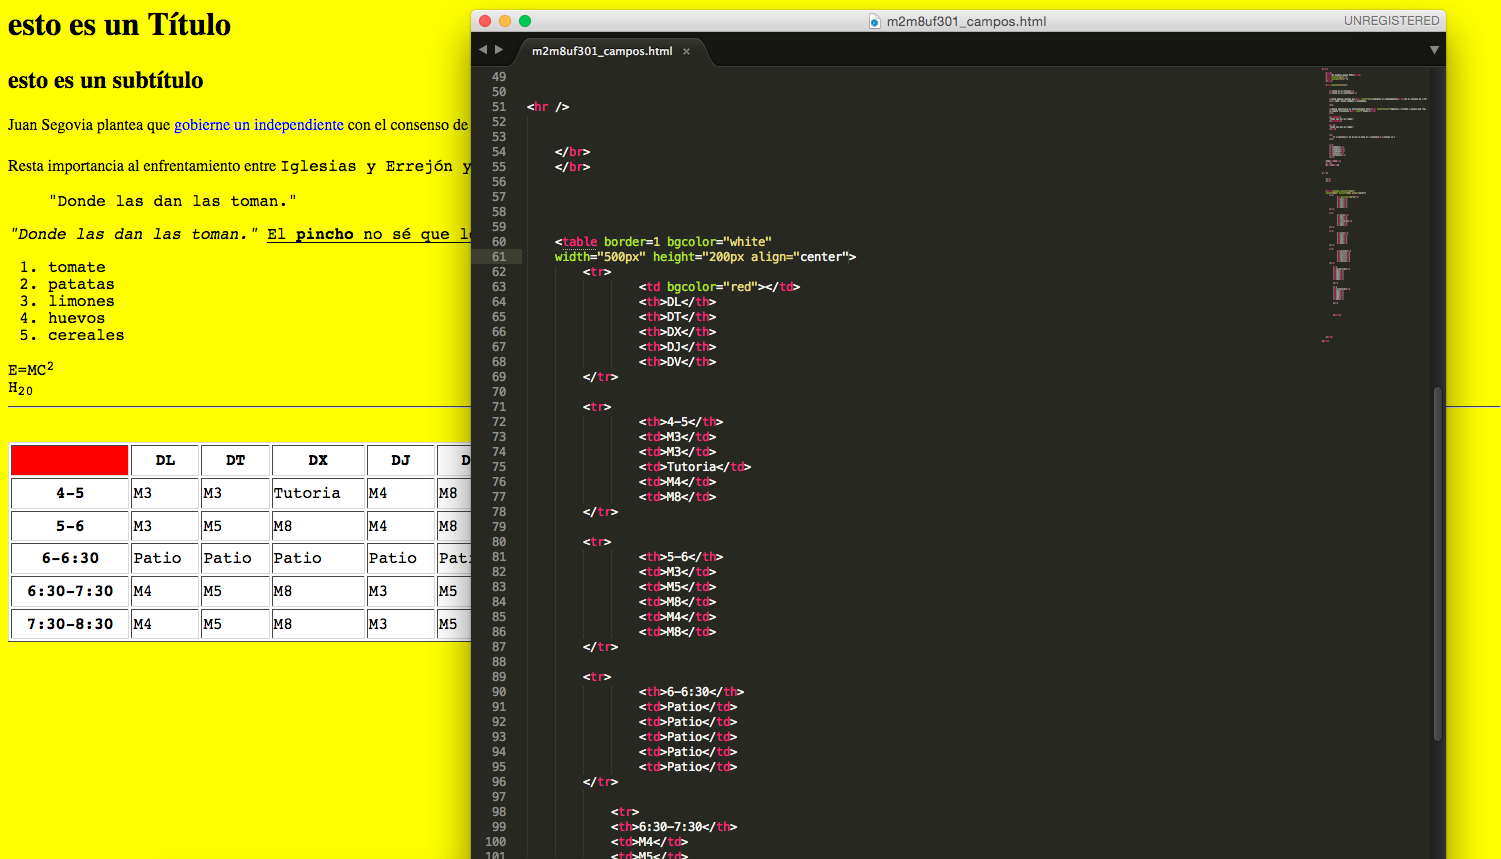 esto es un Título
esto es un subtítulo
Juan Segovia plantea que gobierne un independiente con el consenso de
Resta importancia al enfrentamiento entre Iglesias y Errejón y
"Donde las dan las toman."
"Donde las dan las toman." El pincho no sé que
1. tomate
2. patatas
3. limones
4. huevos
5. cereales
E=MC2
H20
DL DT DX DJ D
4-5 M3 M3 Tutoria M4 M8
5-6 M3 M5 M8 M4 M8
6-6:30 Patio Patio Patio Patio Pati
6:30-7:30 M4 M5 M8 M3 M5
7:30-8:30 M4 M5 M8 M3 M5
m2m8uf301_campos.html
UNREGISTERED
m2m8uf301_campos.html ×
49
50
51 <hr />
52
53
54 </br>
55 </br>
56
57
58
59
60 <table border=1 bgcolor="white"
61 width="500px" height="200px align="center">
62 <tr>
63 <td bgcolor="red"></td>
64 <th>DL</th>
65 <th>DT</th>
66 <th>DX</th>
67 <th>DJ</th>
68 <th>DV</th>
69 </tr>
70
71 <tr>
72 <th>4-5</th>
73 <td>M3</td>
74 <td>M3</td>
75 <td>Tutoria</td>
76 <td>M4</td>
77 <td>M8</td>
78 </tr>
79
80 <tr>
81 <th>5-6</th>
82 <td>M3</td>
83 <td>M5</td>
84 <td>M8</td>
85 <td>M4</td>
86 <td>M8</td>
87 </tr>
88
89 <tr>
90 <th>6-6:30</th>
91 <td>Patio</td>
92 <td>Patio</td>
93 <td>Patio</td>
94 <td>Patio</td>
95 <td>Patio</td>
96 </tr>
97
98 <tr>
99 <th>6:30-7:30</th>
100 <td>M4</td>
101 <td>M5</td>